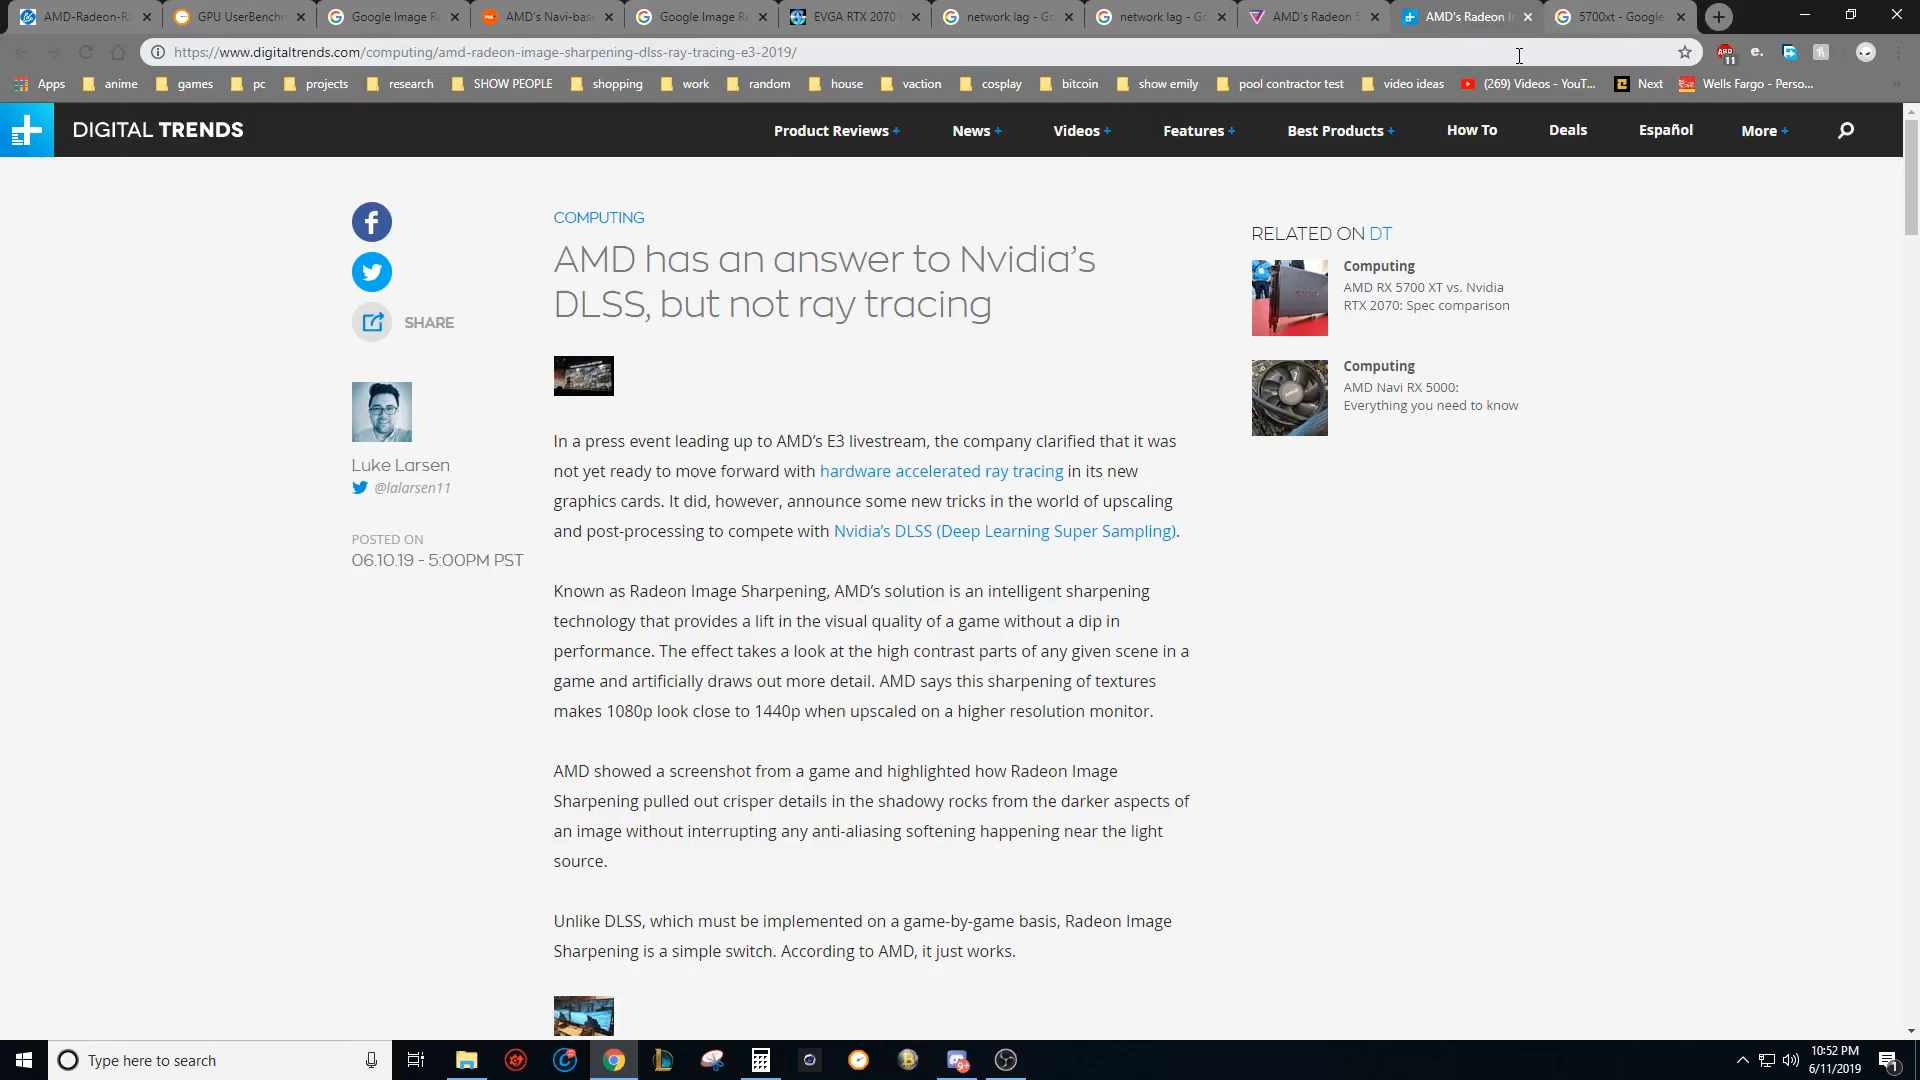 AMD-Radeon-RX
GPU UserBenchm
Google Image Re
AMD's Navi-base
Google Image Re
EVGA RTX 2070
network lag - Go
network lag - Go
AMD's Radeon 5
AMD's Radeon I
5700xt - Google
https://www.digitaltrends.com/computing/amd-radeon-image-sharpening-dlss-ray-tracing-e3-2019/
ABO 11
e.
Apps anime games pc projects research SHOW PEOPLE shopping work random house vaction cosplay bitcoin show emily pool contractor test video ideas (269) Videos - YouT... Next Wells Fargo - Perso... »
DIGITAL TRENDS
Product Reviews + News + Videos + Features + Best Products + How To Deals Español More +
COMPUTING
AMD has an answer to Nvidia's
DLSS, but not ray tracing
SHARE
Luke Larsen
@lalarsen11
POSTED ON
06.10.19 - 5:00PM PST
In a press event leading up to AMD's E3 livestream, the company clarified that it was
not yet ready to move forward with hardware accelerated ray tracing in its new
graphics cards. It did, however, announce some new tricks in the world of upscaling
and post-processing to compete with Nvidia's DLSS (Deep Learning Super Sampling).
Known as Radeon Image Sharpening, AMD's solution is an intelligent sharpening
technology that provides a lift in the visual quality of a game without a dip in
performance. The effect takes a look at the high contrast parts of any given scene in a
game and artificially draws out more detail. AMD says this sharpening of textures
makes 1080p look close to 1440p when upscaled on a higher resolution monitor.
AMD showed a screenshot from a game and highlighted how Radeon Image
Sharpening pulled out crisper details in the shadowy rocks from the darker aspects of
an image without interrupting any anti-aliasing softening happening near the light
source.
Unlike DLSS, which must be implemented on a game-by-game basis, Radeon Image
Sharpening is a simple switch. According to AMD, it just works.
RELATED ON DT
Computing
AMD RX 5700 XT vs. Nvidia
RTX 2070: Spec comparison
Computing
AMD Navi RX 5000:
Everything you need to know
Type here to search
9+
10:52 PM
6/11/2019
1